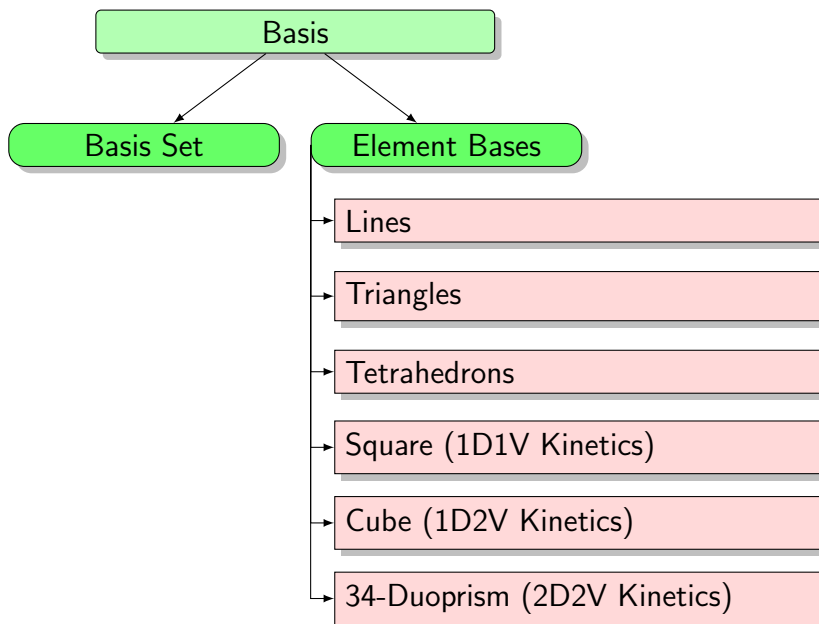 Basis
Basis Set
Element Bases
Lines
Triangles
Tetrahedrons
Square (1D1V Kinetics)
Cube (1D2V Kinetics)
34-Duoprism (2D2V Kinetics)